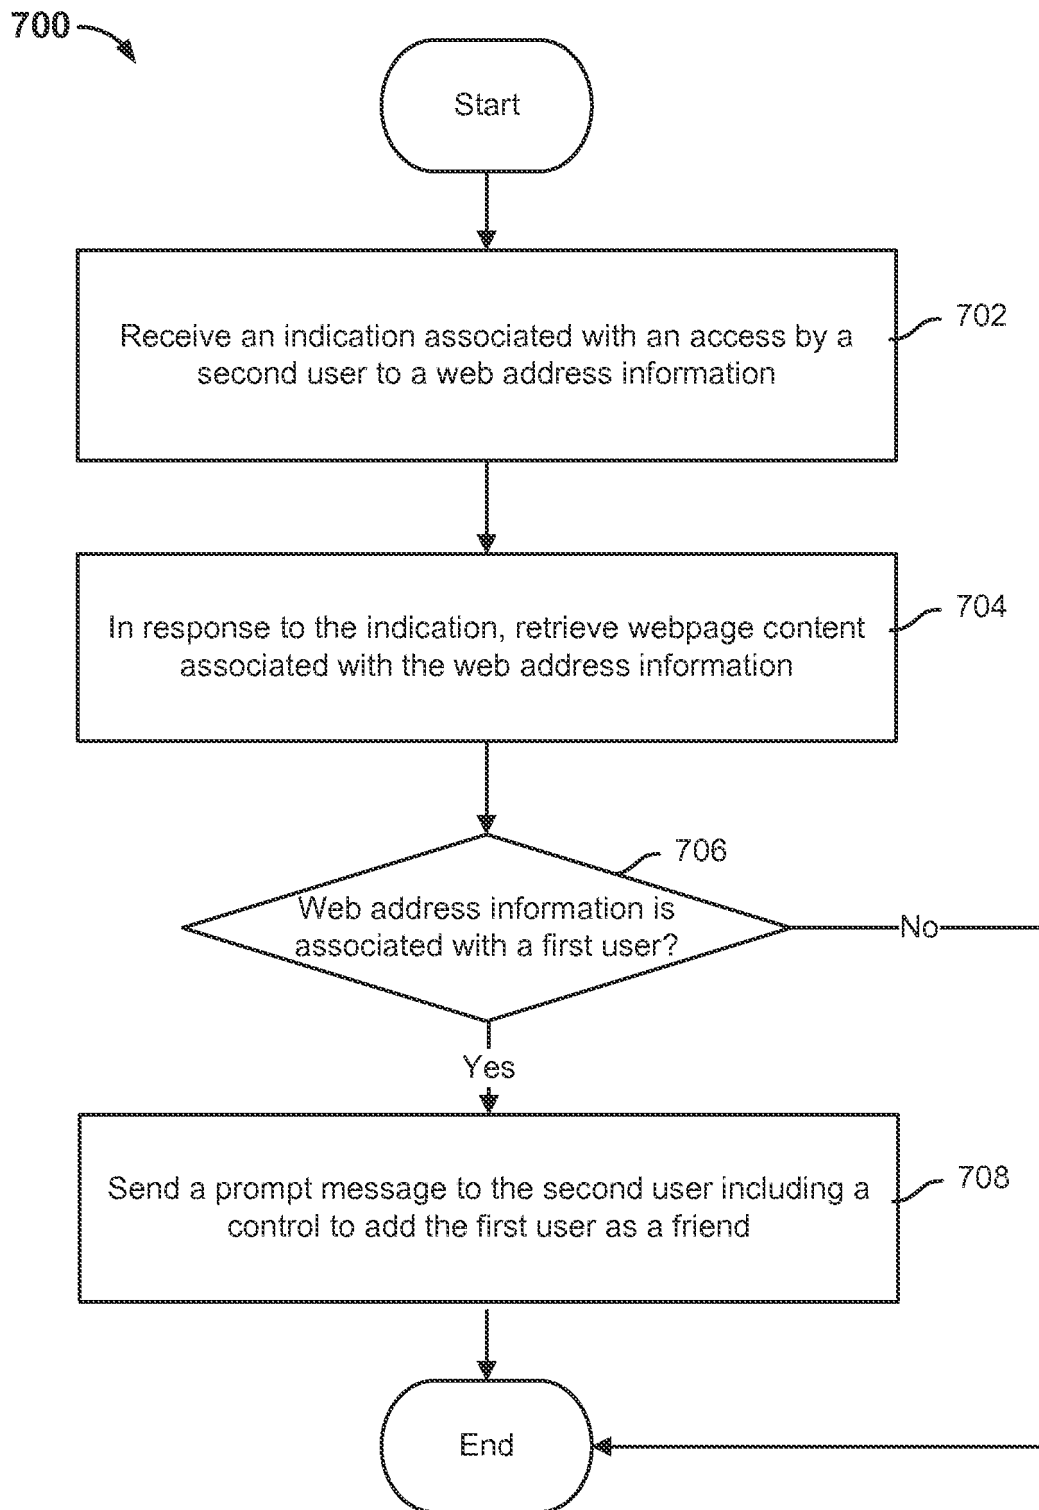 700
Start
Receive an indication associated with an access by a
second user to a web address information
702
In response to the indication, retrieve webpage content
associated with the web address information
704
706
Web address information is
associated with a first user?
No
Yes
Send a prompt message to the second user including a
control to add the first user as a friend
708
End